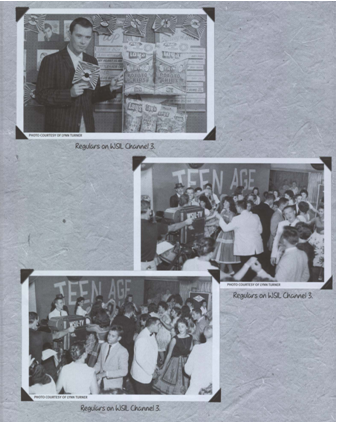 PHOTO COURTESY OF LYNN TURNER
Regulars on WSIL Channel 3.
TEEN AGE
PHOTO COURTESY OF LYNN TURNER
Regulars on WSIL Channel 3.
TEEN AGE
PHOTO COURTESY OF LYNN TURNER
Regulars on WSIL Channel 3.